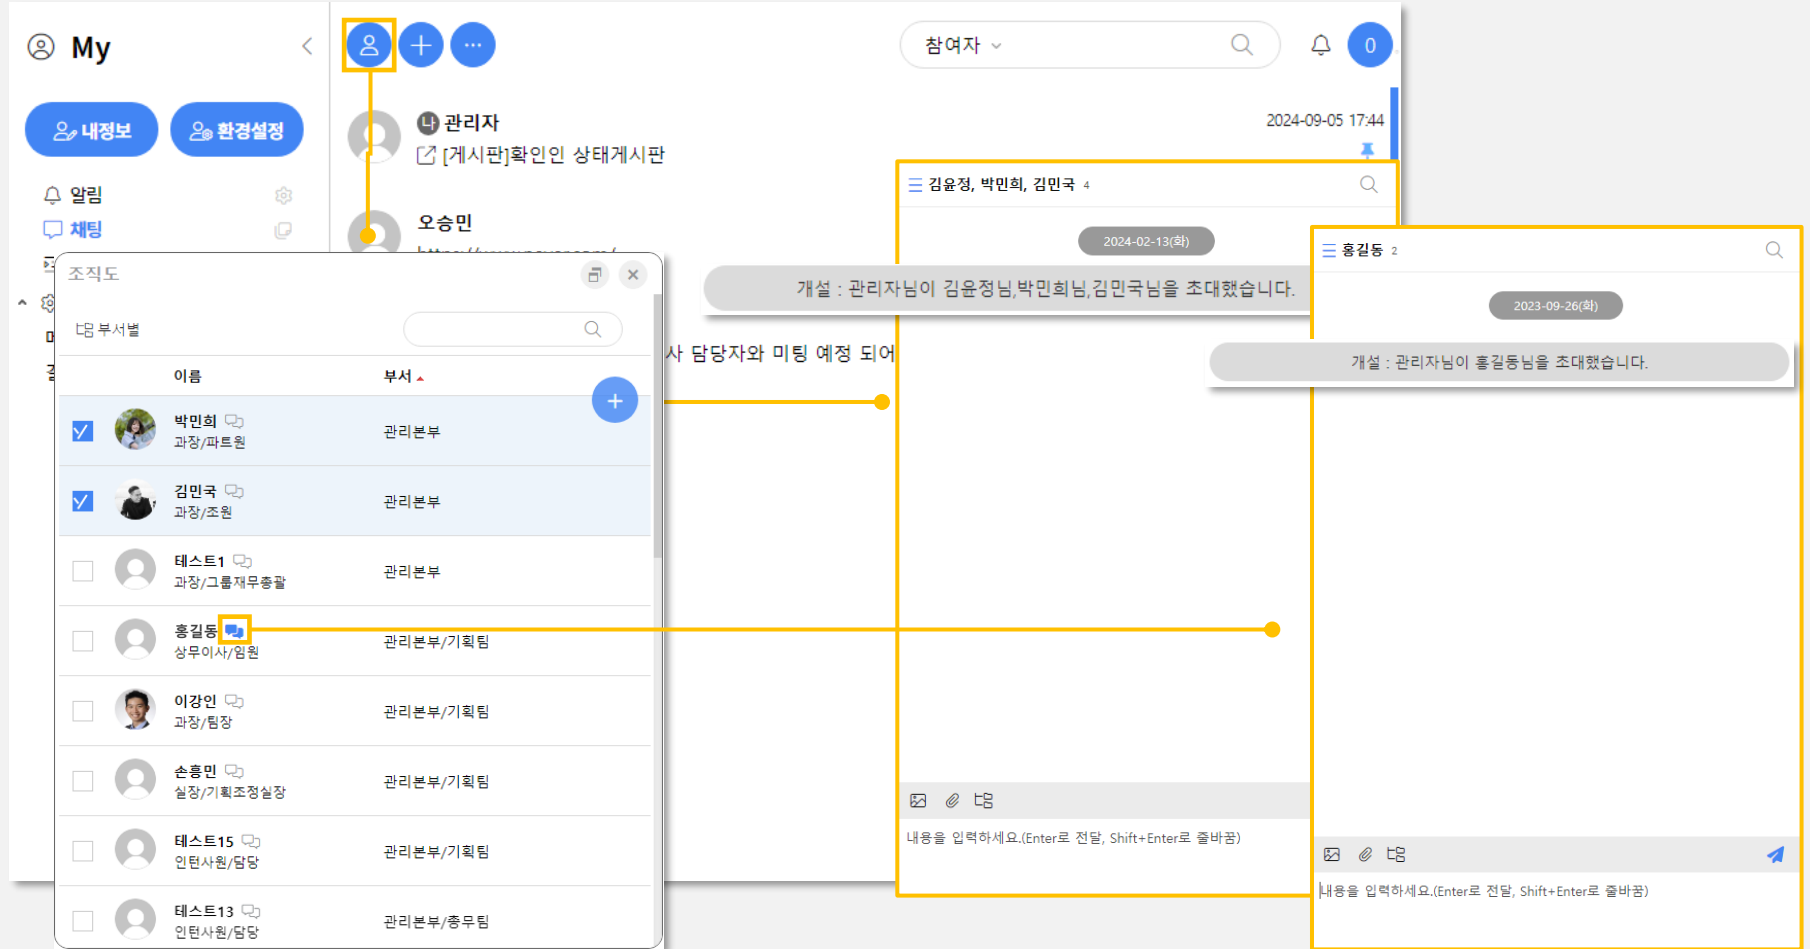 My
내정보
환경설정
알림
채팅
참여자
0
나 관리자
[게시판]확인인 상태게시판
2024-09-05 17:44
오승민
사 담당자와 미팅 예정 되어
조직도
부서별
이름
부서
박민희
과장/파트원
관리본부
김민국
과장/조원
관리본부
테스트1
과장/그룹재무총괄
관리본부
홍길동
상무이사/임원
관리본부/기획팀
이강인
과장/팀장
관리본부/기획팀
손흥민
실장/기획조정실장
관리본부/기획팀
테스트15
인턴사원/담당
관리본부/기획팀
테스트13
인턴사원/담당
관리본부/총무팀
김윤정, 박민희, 김민국 4
2024-02-13(화)
개설 : 관리자님이 김윤정님,박민희님,김민국님을 초대했습니다.
내용을 입력하세요.(Enter로 전달, Shift+Enter로 줄바꿈)
홍길동 2
2023-09-26(화)
개설 : 관리자님이 홍길동님을 초대했습니다.
내용을 입력하세요.(Enter로 전달, Shift+Enter로 줄바꿈)